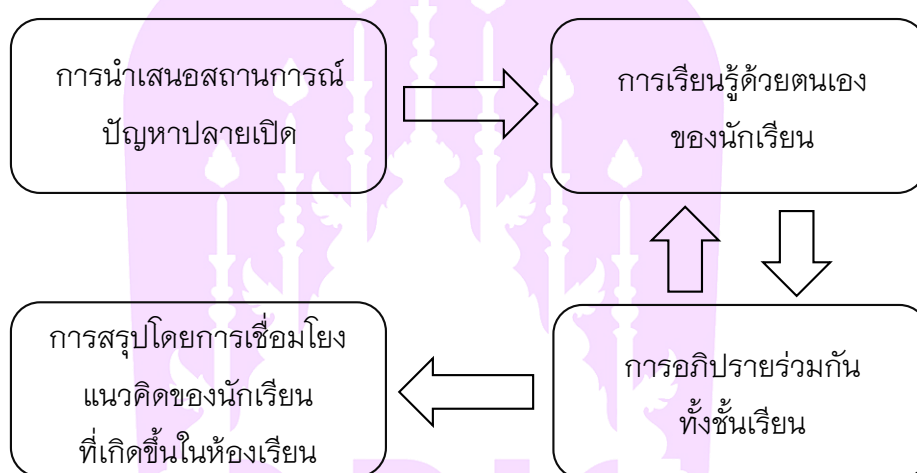 การนำเสนอสถานการณ์
ปัญหาปลายเปิด
การเรียนรู้ด้วยตนเอง
ของนักเรียน
การสรุปโดยการเชื่อมโยง
แนวคิดของนักเรียน
ที่เกิดขึ้นในห้องเรียน
การอภิปรายร่วมกัน
ทั้งชั้นเรียน